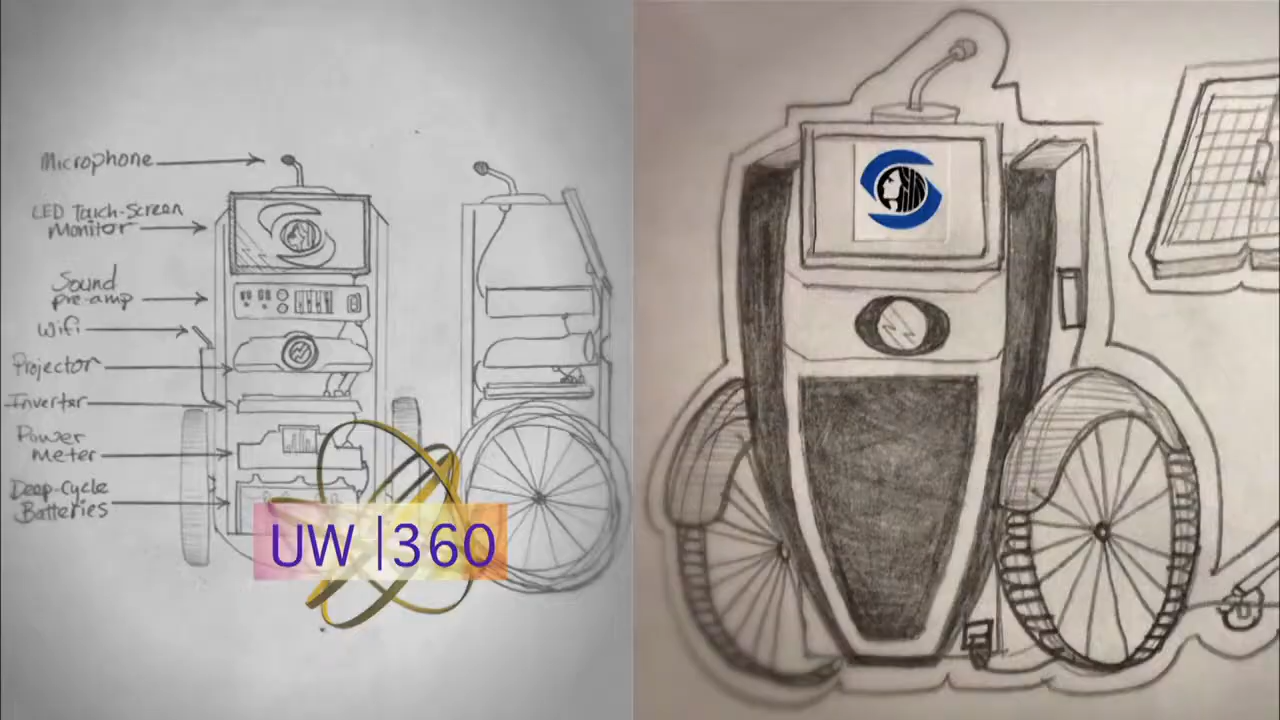 Microphone
LED Touch-Screen
Monitor
Sound
pre-amp
Wifi
Projector
Inverter
Power
meter
Deep-Cycle
Batteries
UW | 360